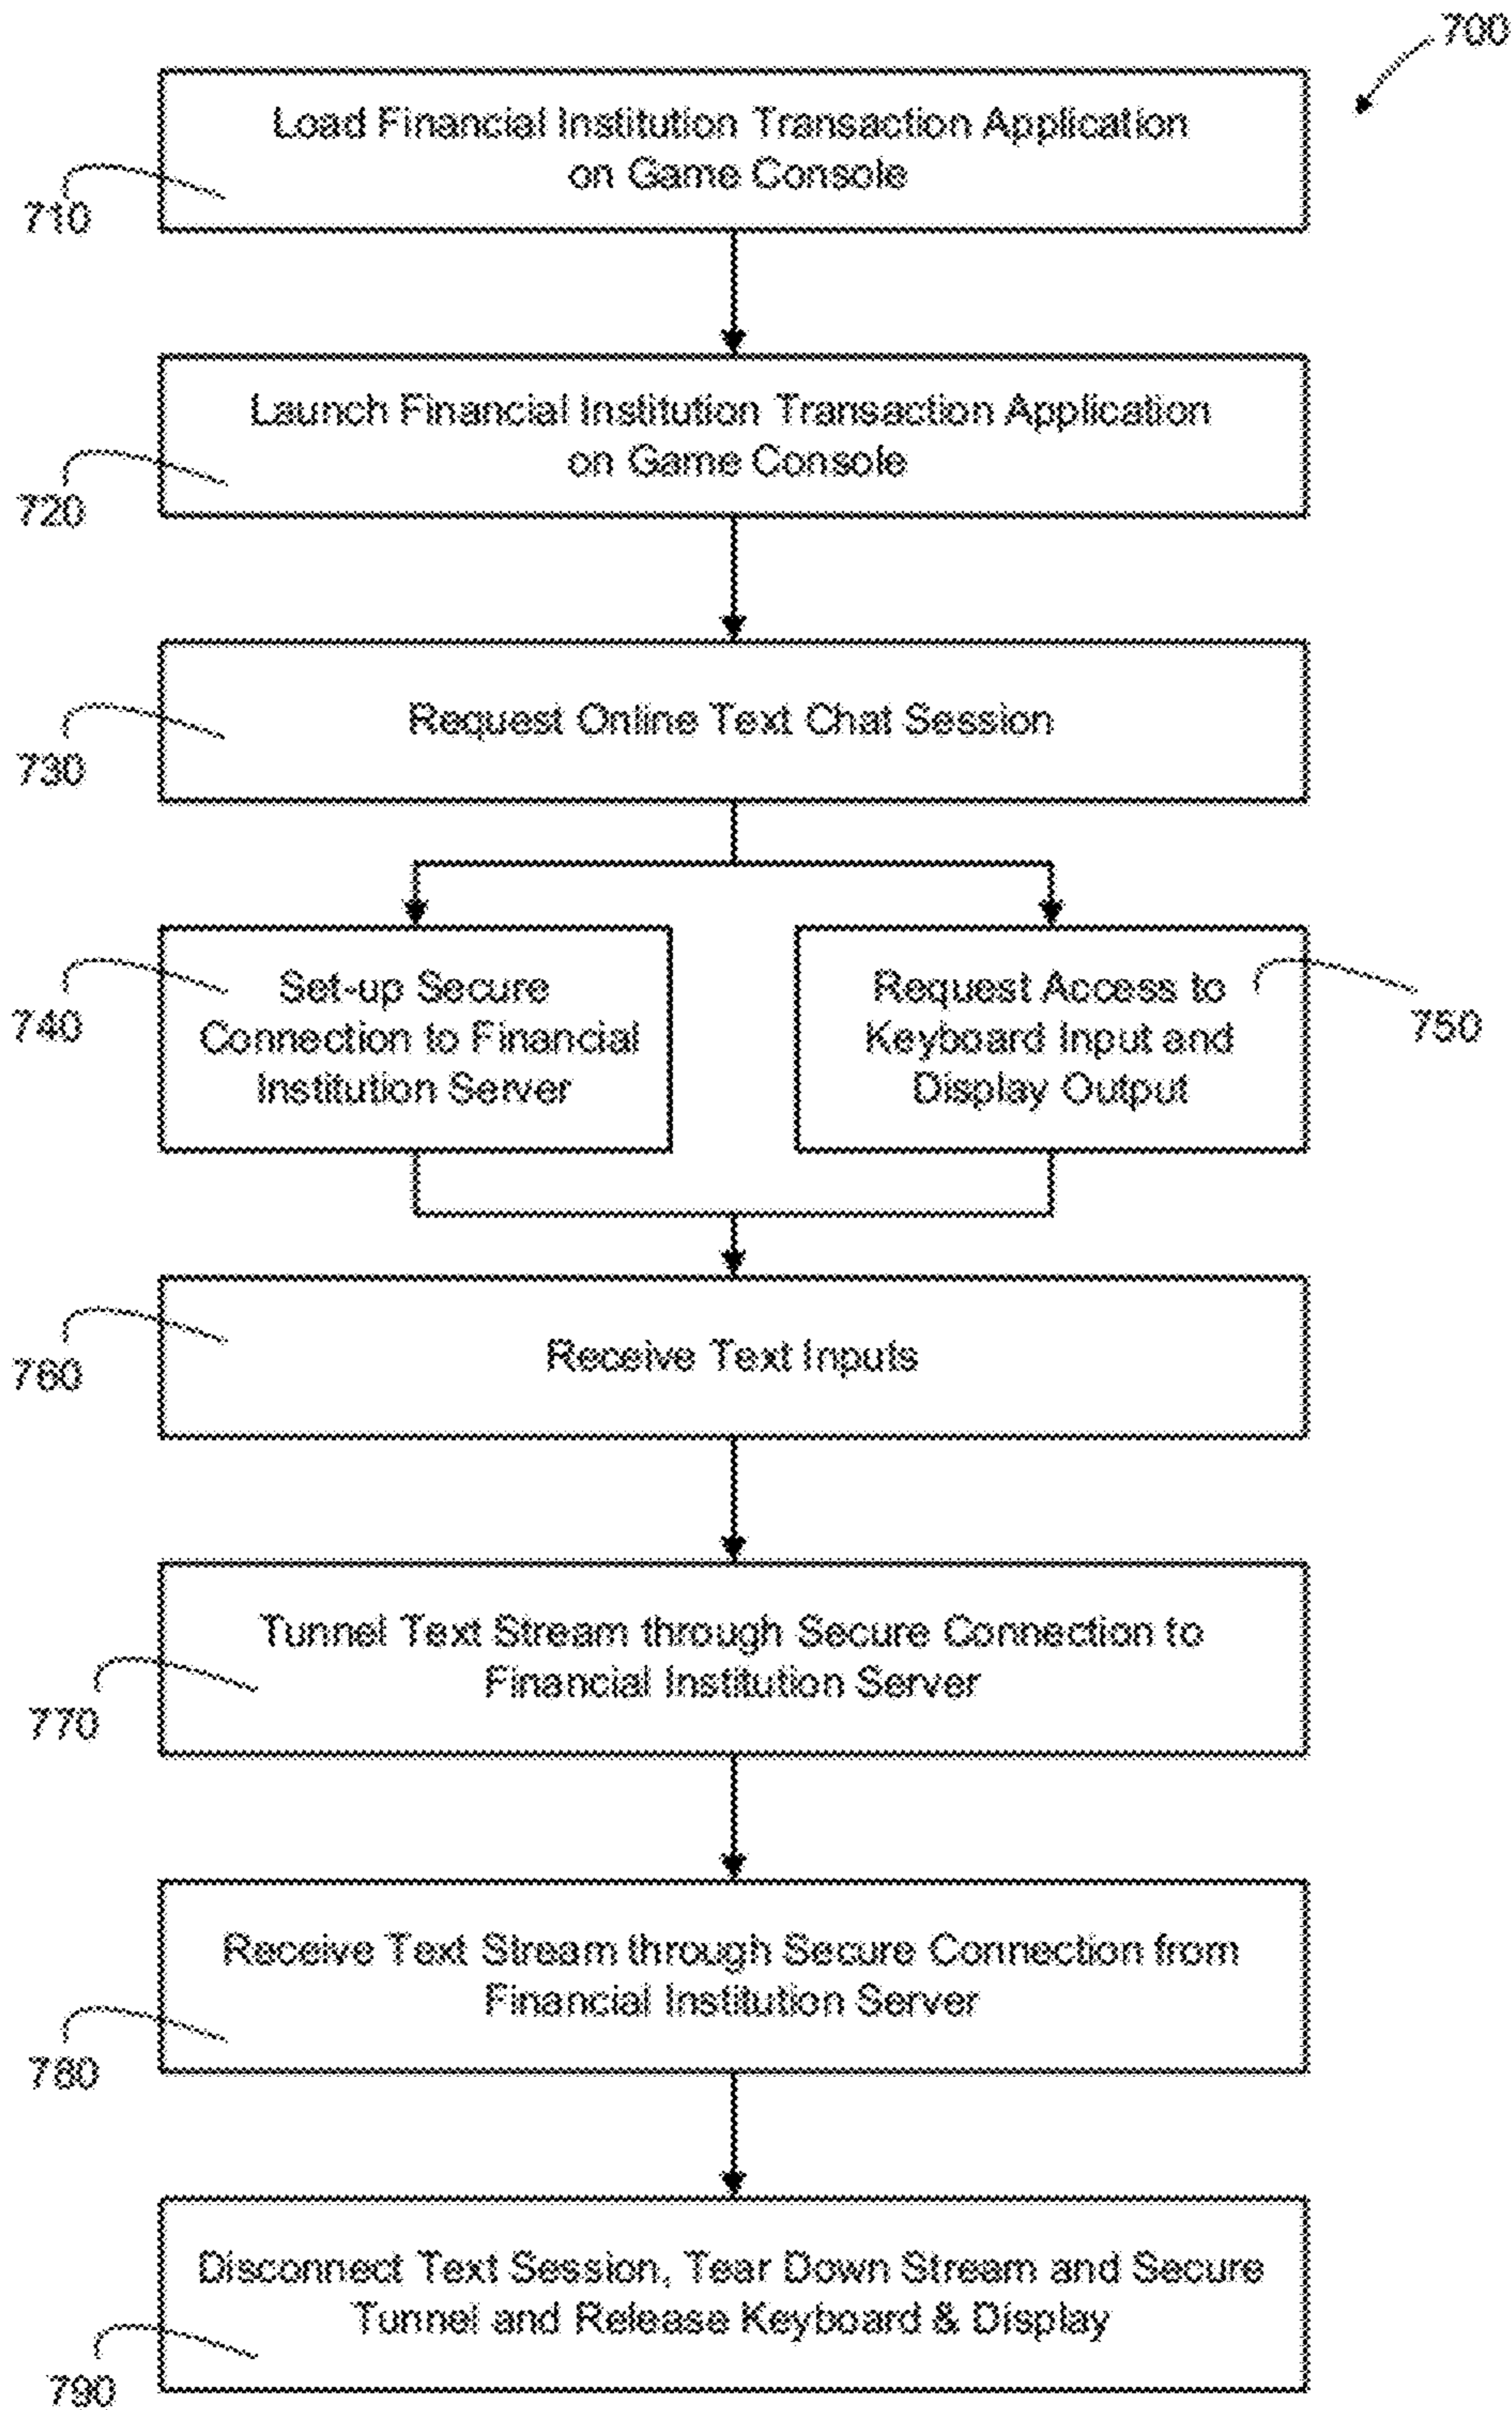 700
Load Financial Institution Transaction Application
on Game Console
710
Launch Financial Institution Transaction Application
on Game Console
720
Request Online Text Chat Session
730
Set-up Secure
Connection to Financial
Institution Server
740
Request Access to
Keyboard Input and
Display Output
750
Receive Text Inputs
760
Tunnel Text Stream through Secure Connection to
Financial Institution Server
770
Receive Text Stream through Secure Connection from
Financial Institution Server
780
Disconnect Text Session, Tear Down Stream and Secure
Tunnel and Release Keyboard & Display
790